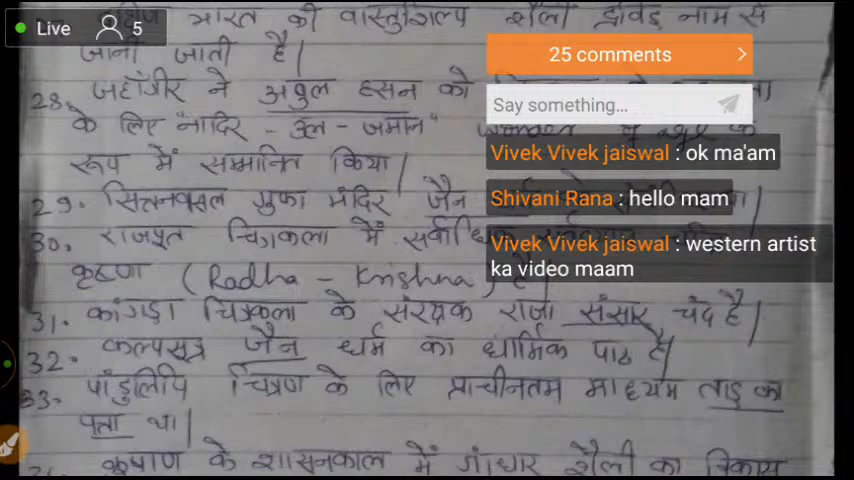 भारत की वास्तुशिल्प शैली द्रविड़ नाम से
जानी जाती है|
Live 5
25 comments
Say something...
28. जहाँगीर ने अबुल हसन को
के लिए "नादिर - उल - जमान"
रूप में सम्मानित किया|
Vivek Vivek jaiswal : ok ma'am
29. सित्तनवासल गुफा मंदिर जैन
Shivani Rana : hello mam
30. राजपूत चित्रकला में सर्वाधिक
कृष्णा (Radha - Krishna) है|
Vivek Vivek jaiswal : western artist
ka video maam
31. कांगड़ा चित्रकला के संरक्षक राजा संसार चंद है|
32. कल्पसूत्र जैन धर्म का धार्मिक पाठ है|
33. पांडुलिपि चित्रण के लिए प्राचीनतम माध्यम ताड़ का
पत्ता था|
कुषाण के शासनकाल में गांधार शैली का विकास